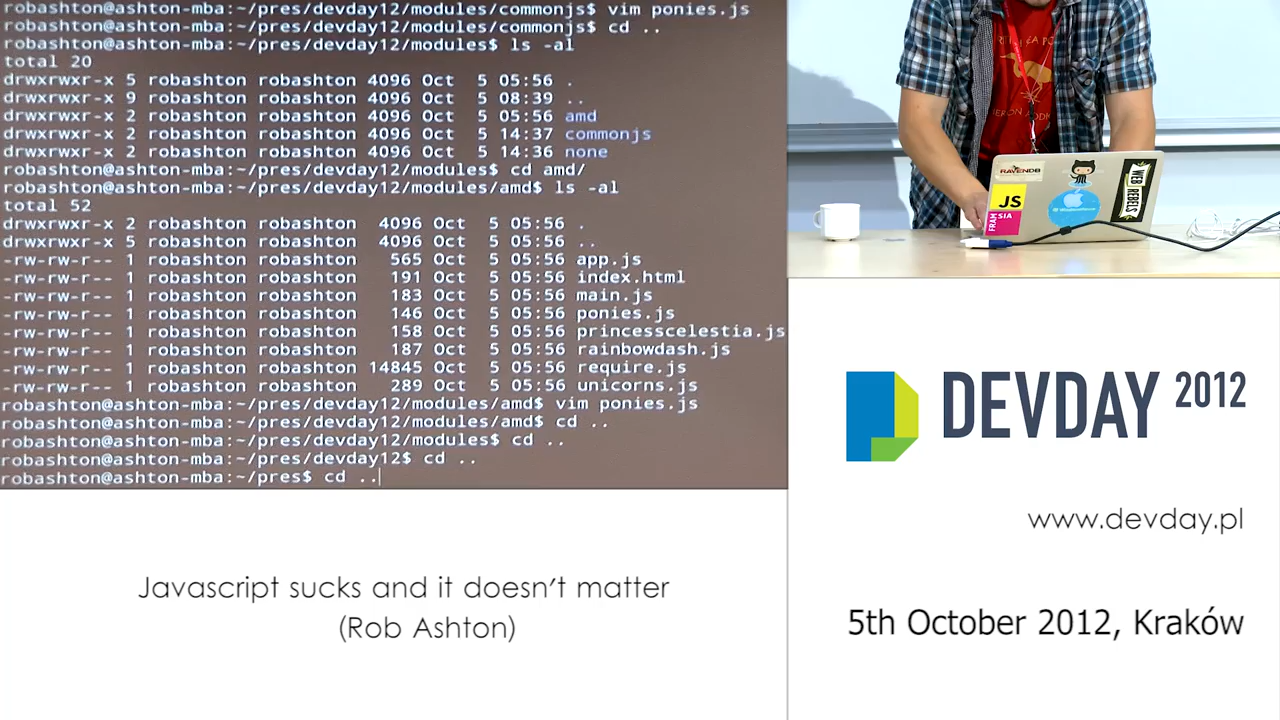 robashton@ashton-mba:~/pres/devday12/modules/commonjs$ vim ponies.js
robashton@ashton-mba:~/pres/devday12/modules/commonjs$ cd ..
robashton@ashton-mba:~/pres/devday12/modules$ ls -al
total 20
drwxrwxr-x 5 robashton robashton 4096 Oct 5 05:56 .
drwxrwxr-x 9 robashton robashton 4096 Oct 5 08:39 ..
drwxrwxr-x 2 robashton robashton 4096 Oct 5 05:56 amd
drwxrwxr-x 2 robashton robashton 4096 Oct 5 14:37 commonjs
drwxrwxr-x 2 robashton robashton 4096 Oct 5 14:36 none
robashton@ashton-mba:~/pres/devday12/modules$ cd amd/
robashton@ashton-mba:~/pres/devday12/modules/amd$ ls -al
total 52
drwxrwxr-x 2 robashton robashton 4096 Oct 5 05:56 .
drwxrwxr-x 5 robashton robashton 4096 Oct 5 05:56 ..
-rw-rw-r-- 1 robashton robashton 565 Oct 5 05:56 app.js
-rw-rw-r-- 1 robashton robashton 191 Oct 5 05:56 index.html
-rw-rw-r-- 1 robashton robashton 183 Oct 5 05:56 main.js
-rw-rw-r-- 1 robashton robashton 146 Oct 5 05:56 ponies.js
-rw-rw-r-- 1 robashton robashton 158 Oct 5 05:56 princesscelestia.js
-rw-rw-r-- 1 robashton robashton 187 Oct 5 05:56 rainbowdash.js
-rw-rw-r-- 1 robashton robashton 14845 Oct 5 05:56 require.js
-rw-rw-r-- 1 robashton robashton 289 Oct 5 05:56 unicorns.js
robashton@ashton-mba:~/pres/devday12/modules/amd$ vim ponies.js
robashton@ashton-mba:~/pres/devday12/modules/amd$ cd ..
robashton@ashton-mba:~/pres/devday12/modules$ cd ..
robashton@ashton-mba:~/pres/devday12$ cd ..
robashton@ashton-mba:~/pres$ cd ..
RAVENDB
JS
WEB
REBELS
DEVDAY 2012
www.devday.pl
5th October 2012, Kraków
Javascript sucks and it doesn't matter
(Rob Ashton)